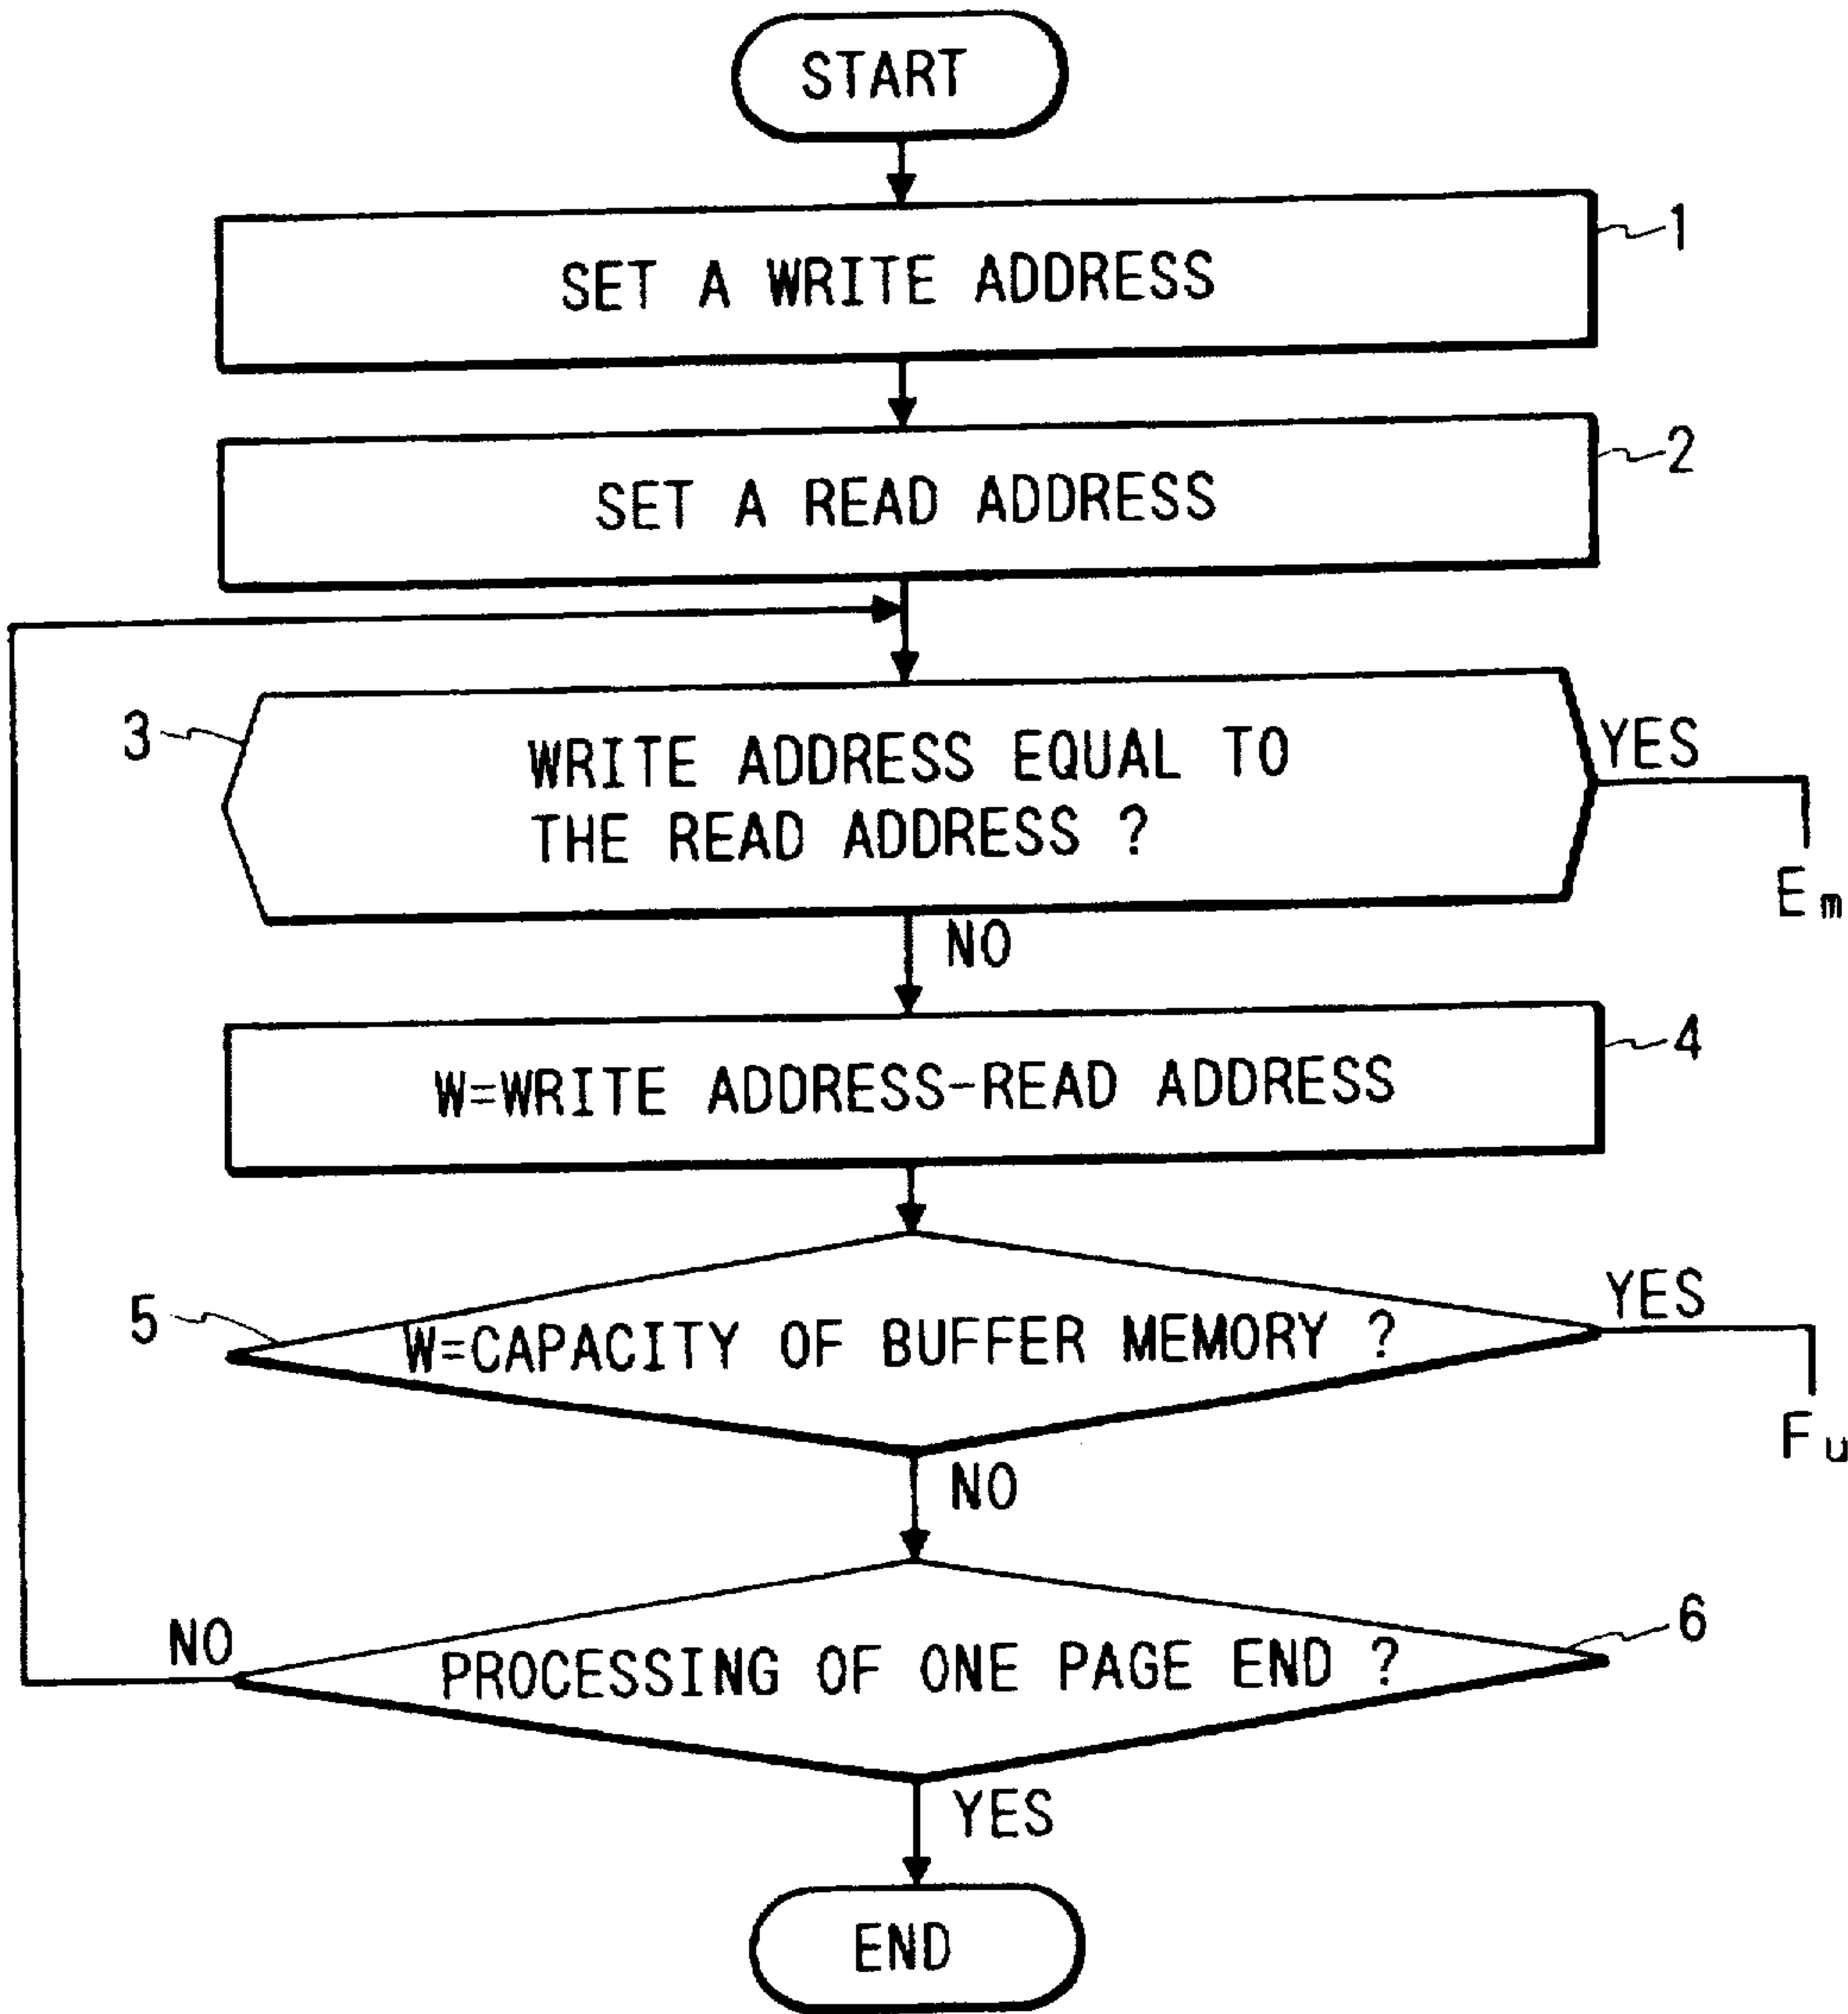 START
1
SET A WRITE ADDRESS
2
SET A READ ADDRESS
3
WRITE ADDRESS EQUAL TO
THE READ ADDRESS ?
YES
Em
NO
4
W=WRITE ADDRESS-READ ADDRESS
5
W=CAPACITY OF BUFFER MEMORY ?
YES
Fu
NO
NO
PROCESSING OF ONE PAGE END ?
6
YES
END